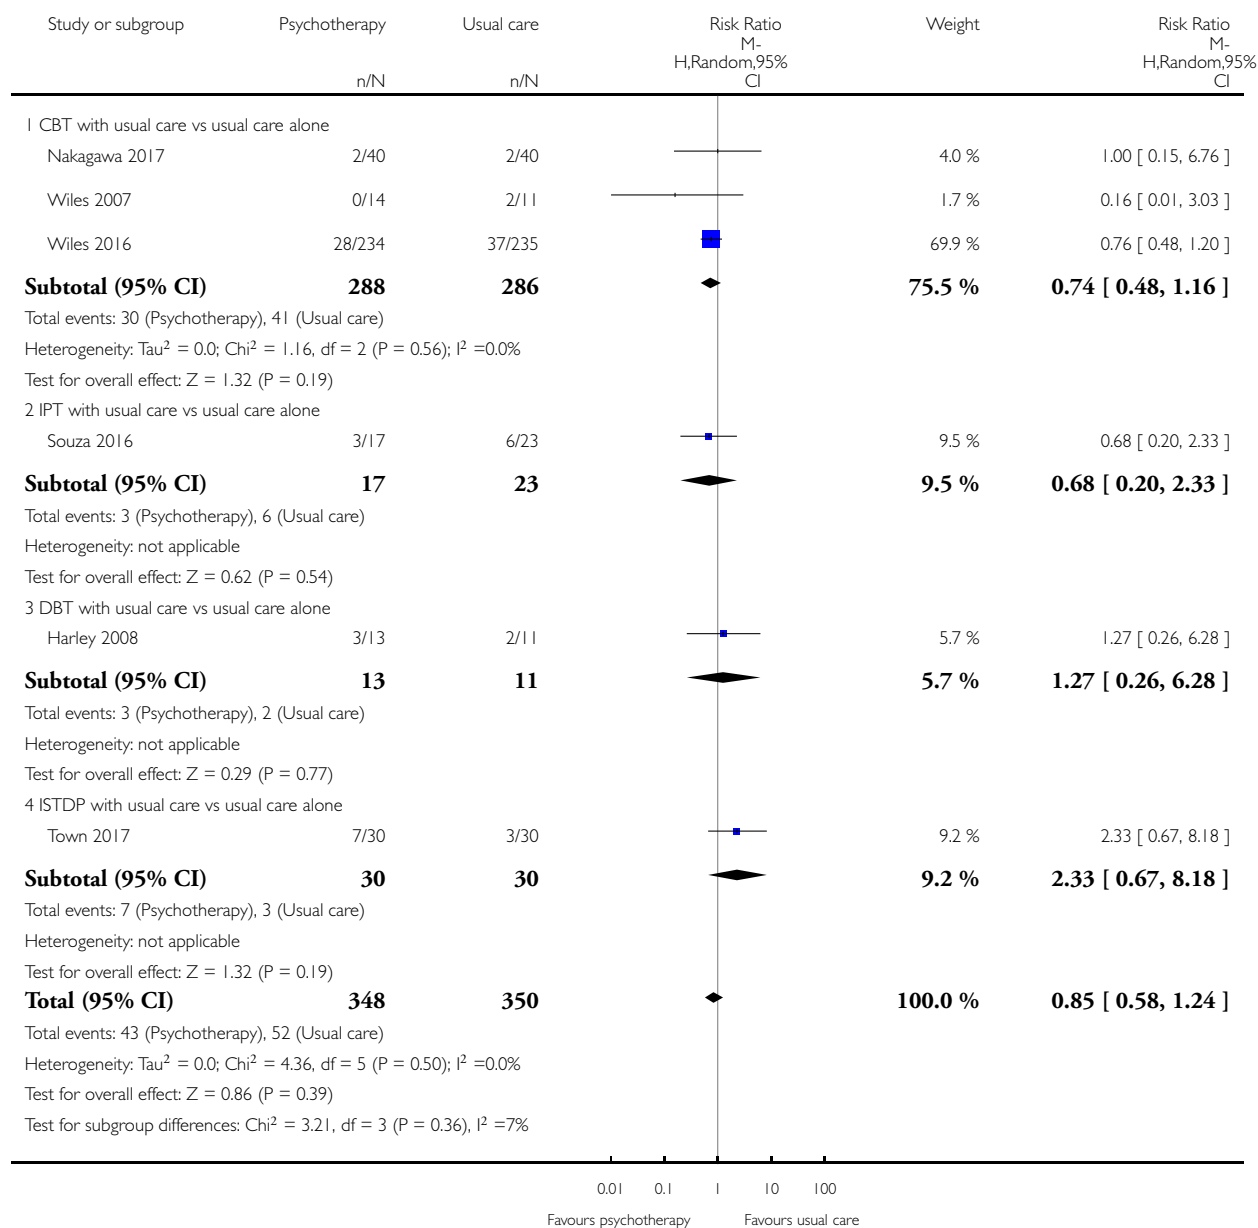 Study or subgroup Psychotherapy Usual care Risk Ratio Weight Risk Ratio
M- M-
H,Random,95% H,Random,95%
n/N n/N CI CI
1 CBT with usual care vs usual care alone
Nakagawa 2017 2/40 2/40 4.0 % 1.00 [ 0.15, 6.76 ]
Wiles 2007 0/14 2/11 1.7 % 0.16 [ 0.01, 3.03 ]
Wiles 2016 28/234 37/235 69.9 % 0.76 [ 0.48, 1.20 ]
Subtotal (95% CI) 288 286 75.5 % 0.74 [ 0.48, 1.16 ]
Total events: 30 (Psychotherapy), 41 (Usual care)
Heterogeneity: Tau² = 0.0; Chi² = 1.16, df = 2 (P = 0.56); I² =0.0%
Test for overall effect: Z = 1.32 (P = 0.19)
2 IPT with usual care vs usual care alone
Souza 2016 3/17 6/23 9.5 % 0.68 [ 0.20, 2.33 ]
Subtotal (95% CI) 17 23 9.5 % 0.68 [ 0.20, 2.33 ]
Total events: 3 (Psychotherapy), 6 (Usual care)
Heterogeneity: not applicable
Test for overall effect: Z = 0.62 (P = 0.54)
3 DBT with usual care vs usual care alone
Harley 2008 3/13 2/11 5.7 % 1.27 [ 0.26, 6.28 ]
Subtotal (95% CI) 13 11 5.7 % 1.27 [ 0.26, 6.28 ]
Total events: 3 (Psychotherapy), 2 (Usual care)
Heterogeneity: not applicable
Test for overall effect: Z = 0.29 (P = 0.77)
4 ISTDP with usual care vs usual care alone
Town 2017 7/30 3/30 9.2 % 2.33 [ 0.67, 8.18 ]
Subtotal (95% CI) 30 30 9.2 % 2.33 [ 0.67, 8.18 ]
Total events: 7 (Psychotherapy), 3 (Usual care)
Heterogeneity: not applicable
Test for overall effect: Z = 1.32 (P = 0.19)
Total (95% CI) 348 350 100.0 % 0.85 [ 0.58, 1.24 ]
Total events: 43 (Psychotherapy), 52 (Usual care)
Heterogeneity: Tau² = 0.0; Chi² = 4.36, df = 5 (P = 0.50); I² =0.0%
Test for overall effect: Z = 0.86 (P = 0.39)
Test for subgroup differences: Chi² = 3.21, df = 3 (P = 0.36), I² =7%
0.01 0.1 1 10 100
Favours psychotherapy Favours usual care